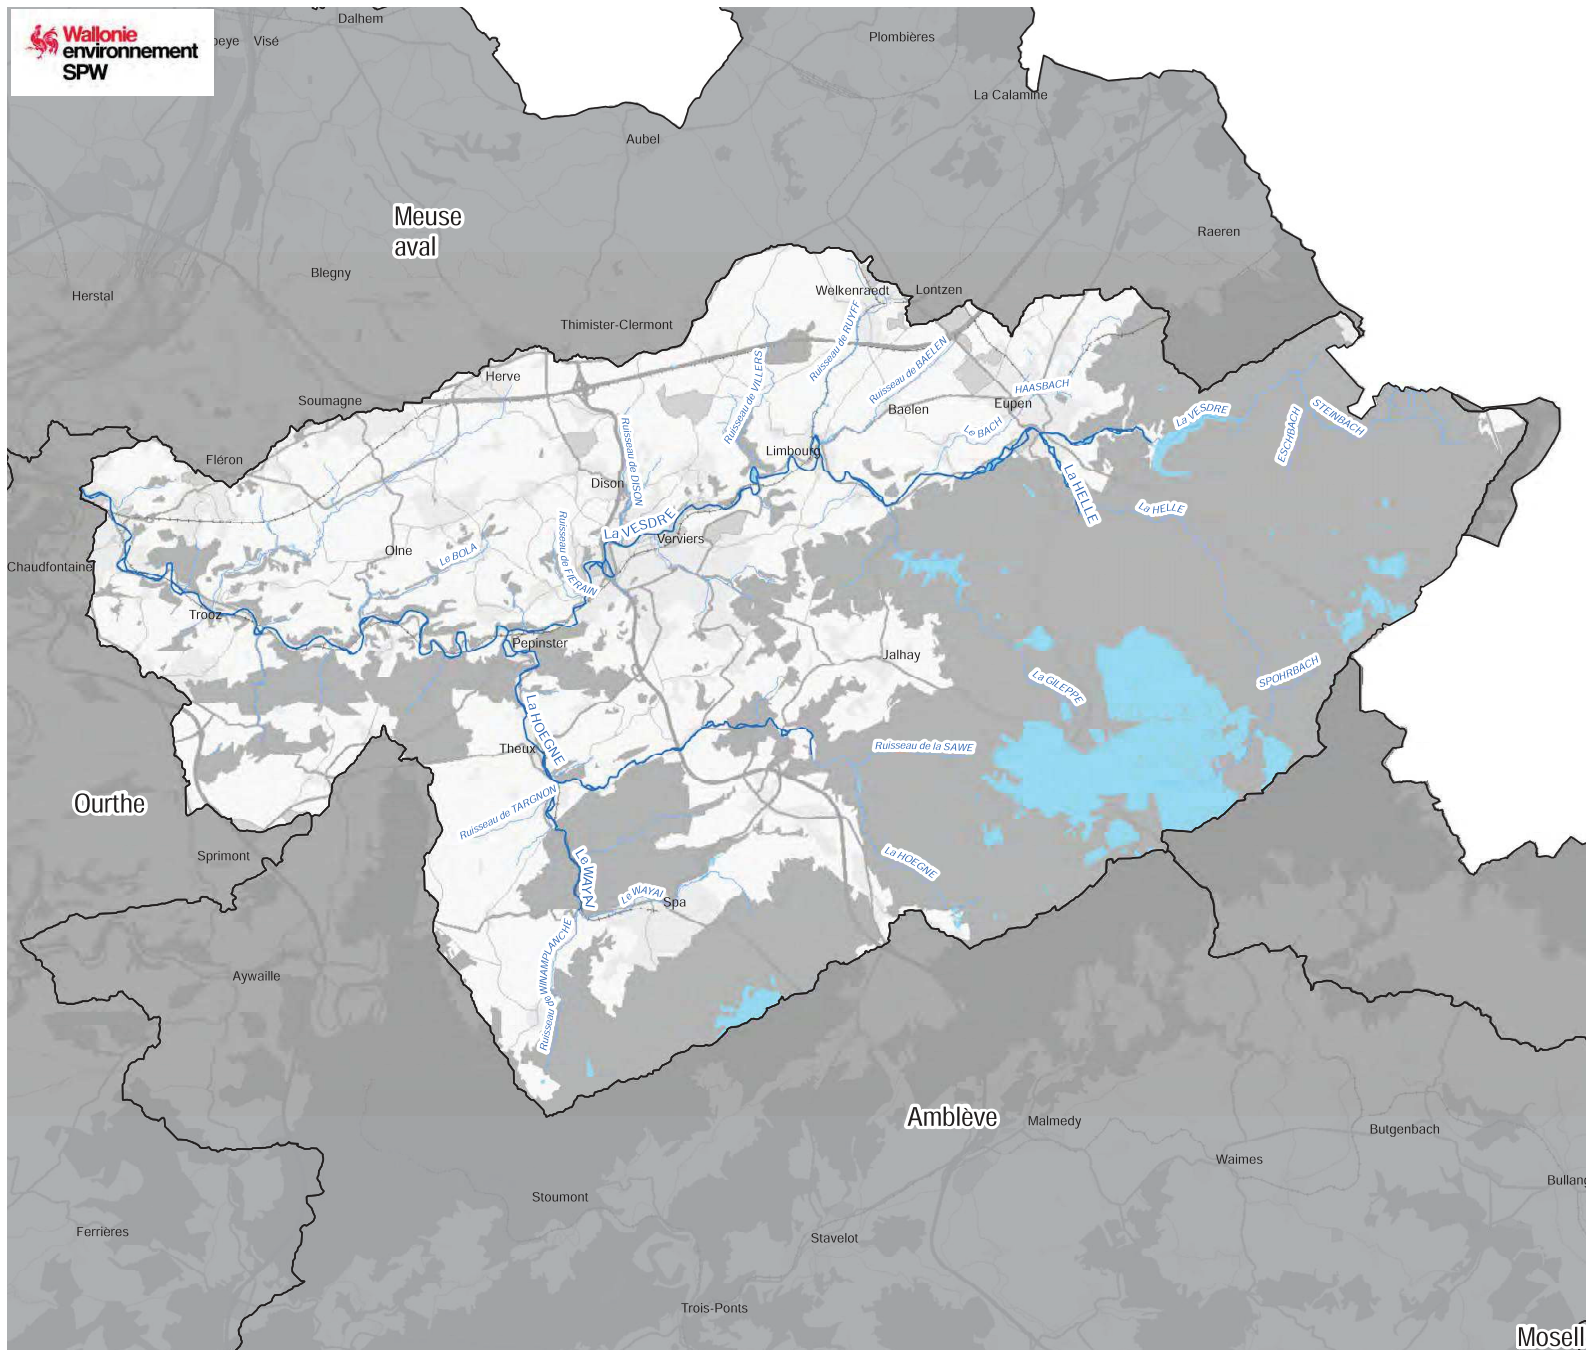 Wallonie
environnement
SPW
Dalhem
peye
Visé
Plombières
La Calamine
Aubel
Meuse
aval
Raeren
Blegny
Herstal
Welkenraedt
Lontzen
Thimister-Clermont
Ruisseau de RUYFF
Ruisseau de BAELEN
Ruisseau de VILLERS
Herve
HAASBACH
Soumagne
Baelen
Eupen
La VESDRE
ESCHBACH
STEINBACH
Ruisseau de DISON
Le BACH
Limbourg
Fléron
Dison
La HELLE
La HELLE
La VESDRE
Verviers
Ruisseau de FIERAIN
Olne
Le BOLA
Chaudfontaine
Trooz
Pepinster
Jalhay
La GILEPPE
SPOHRBACH
La HOEGNE
Theux
Ruisseau de la SAWE
Ourthe
Ruisseau de TARGNON
Sprimont
La HOEGNE
Le WAYAI
Le WAYAI
Spa
Ruisseau de WINAMPLANCHE
Aywaille
Amblève
Malmedy
Butgenbach
Waimes
Bullang
Stoumont
Ferrières
Stavelot
Trois-Ponts
Mosell